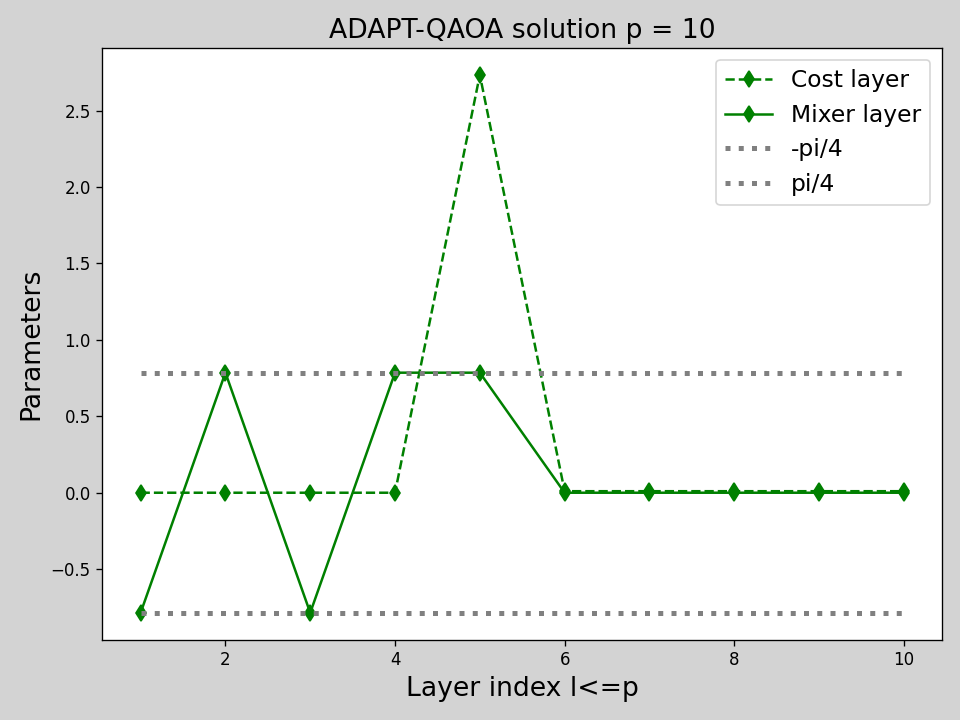 ADAPT-QAOA solution p = 10
Cost layer
Mixer layer
-pi/4
pi/4
2.5
2.0
1.5
1.0
0.5
0.0
−0.5
Parameters
2 4 6 8 10
Layer index l<=p